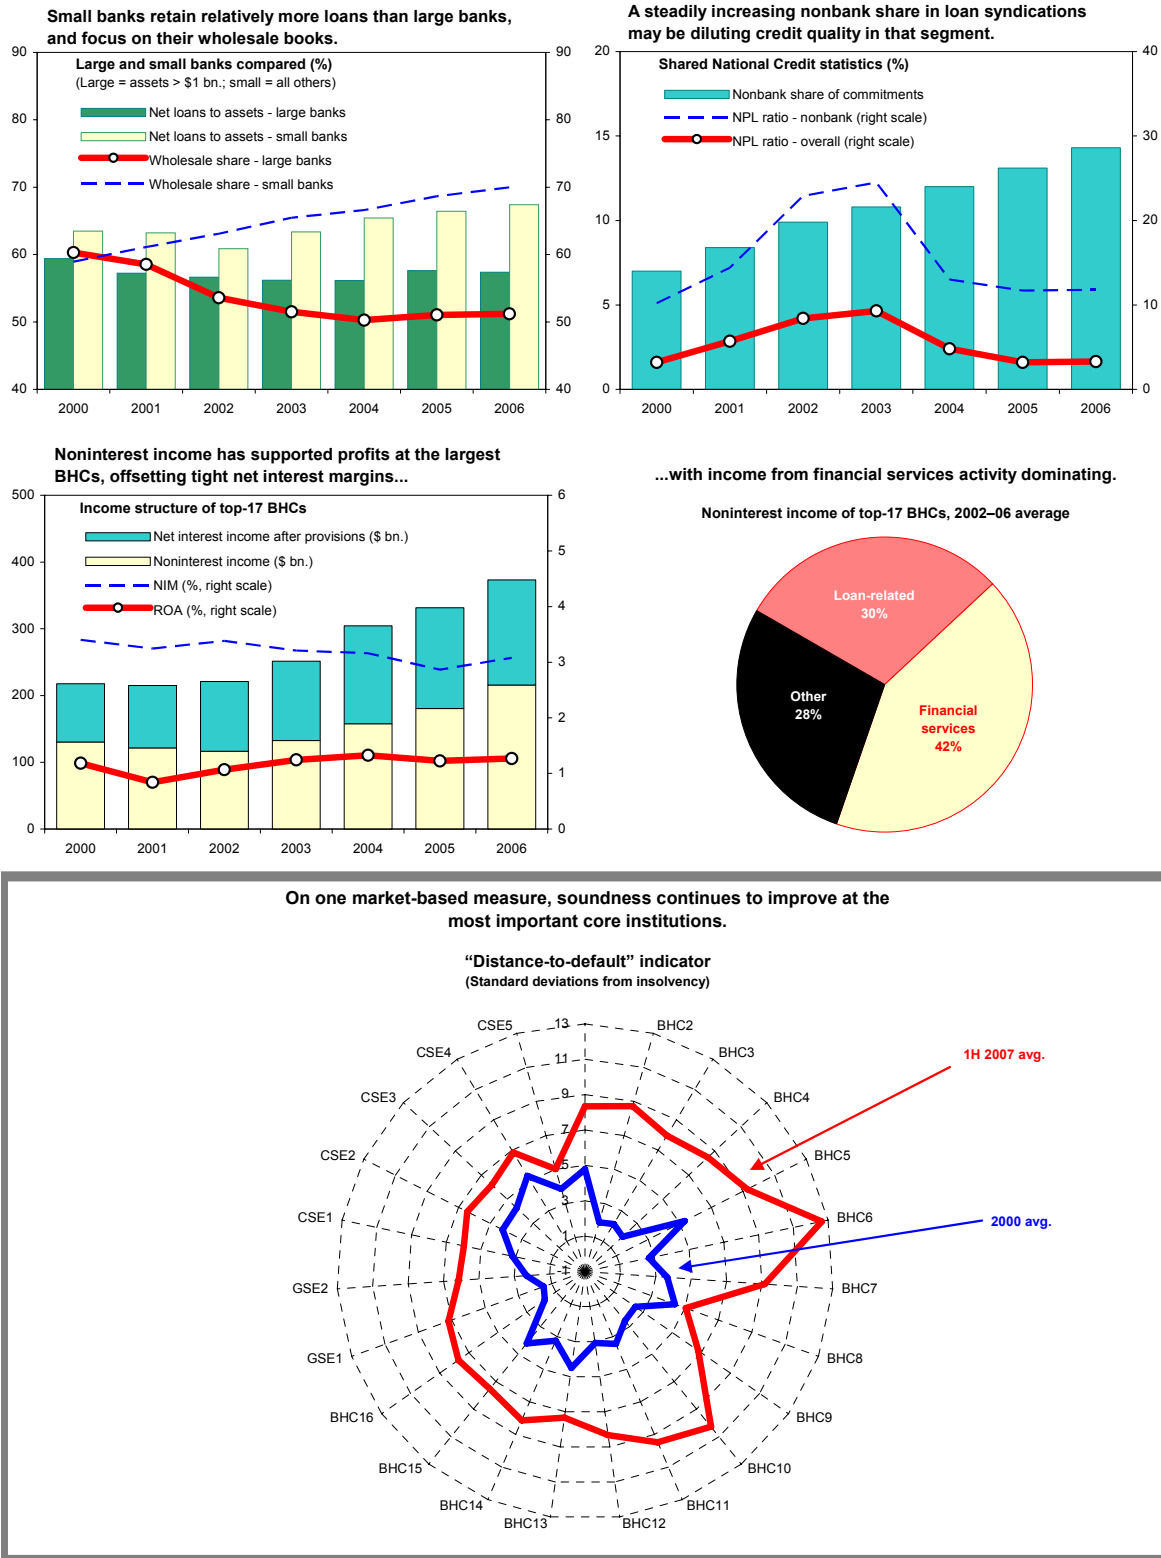 Small banks retain relatively more loans than large banks,
and focus on their wholesale books.
90
80
70
60
50
40
Large and small banks compared (%)
(Large = assets > $1 bn.; small = all others)
Net loans to assets - large banks
Net loans to assets - small banks
Wholesale share - large banks
Wholesale share - small banks
90
80
70
60
50
40
2000 2001 2002 2003 2004 2005 2006
A steadily increasing nonbank share in loan syndications
may be diluting credit quality in that segment.
20
15
10
5
0
Shared National Credit statistics (%)
Nonbank share of commitments
NPL ratio - nonbank (right scale)
NPL ratio - overall (right scale)
40
30
20
10
0
2000 2001 2002 2003 2004 2005 2006
Noninterest income has supported profits at the largest
BHCs, offsetting tight net interest margins...
500
400
300
200
100
0
Income structure of top-17 BHCs
Net interest income after provisions ($ bn.)
Noninterest income ($ bn.)
NIM (%, right scale)
ROA (%, right scale)
6
5
4
3
2
1
0
2000 2001 2002 2003 2004 2005 2006
...with income from financial services activity dominating.
Noninterest income of top-17 BHCs, 2002–06 average
Loan-related
30%
Other
28%
Financial
services
42%
On one market-based measure, soundness continues to improve at the
most important core institutions.
“Distance-to-default” indicator
(Standard deviations from insolvency)
13
11
9
7
5
3
1
-1
BHC2
BHC3
BHC4
BHC5
BHC6
BHC7
BHC8
BHC9
BHC10
BHC11
BHC12
BHC13
BHC14
BHC15
BHC16
GSE1
GSE2
CSE1
CSE2
CSE3
CSE4
CSE5
1H 2007 avg.
2000 avg.